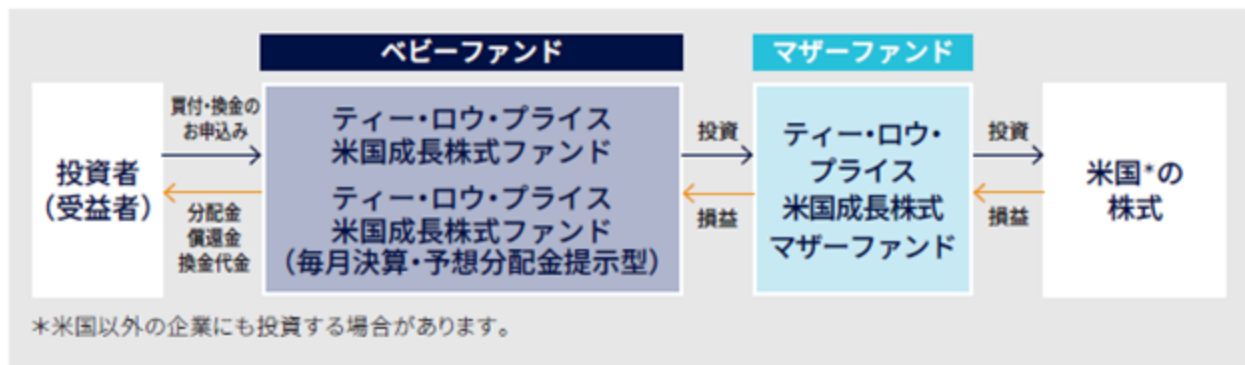 ベビーファンド
マザーファンド
投資者
（受益者）
買付・換金の
お申込み
分配金
償還金
換金代金
ティー・ロウ・プライス
米国成長株式ファンド
ティー・ロウ・プライス
米国成長株式ファンド
（毎月決算・予想分配金提示型）
投資
損益
ティー・ロウ・
プライス
米国成長株式
マザーファンド
投資
損益
米国*の
株式
＊米国以外の企業にも投資する場合があります。